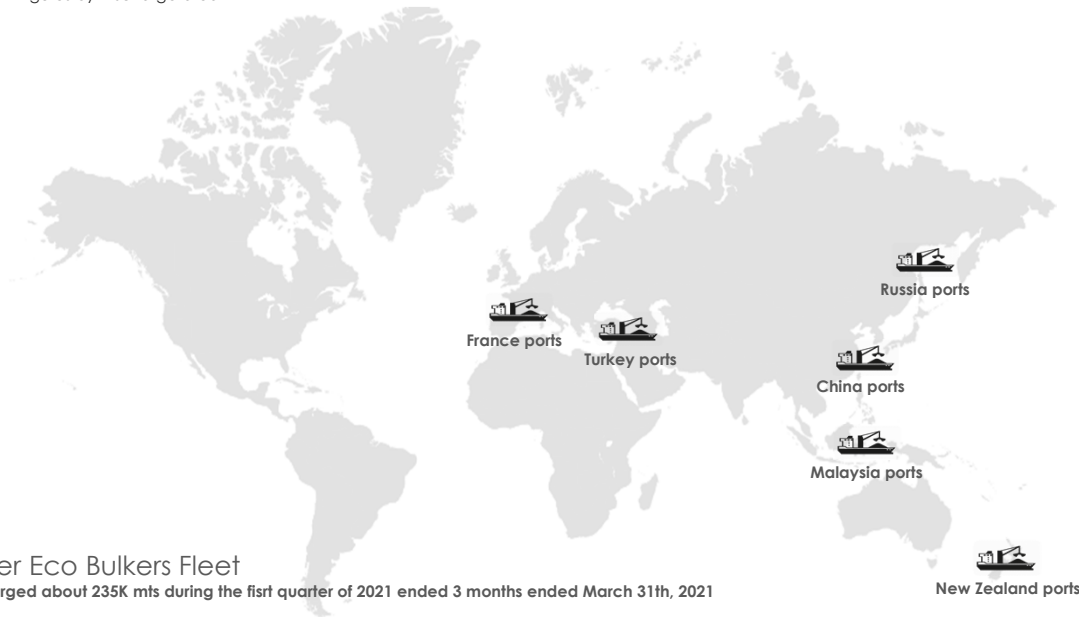 Russia ports
France ports
Turkey ports
China ports
Malaysia ports
er Eco Bulkers Fleet
rged about 235K mts during the fisrt quarter of 2021 ended 3 months ended March 31th, 2021
New Zealand ports